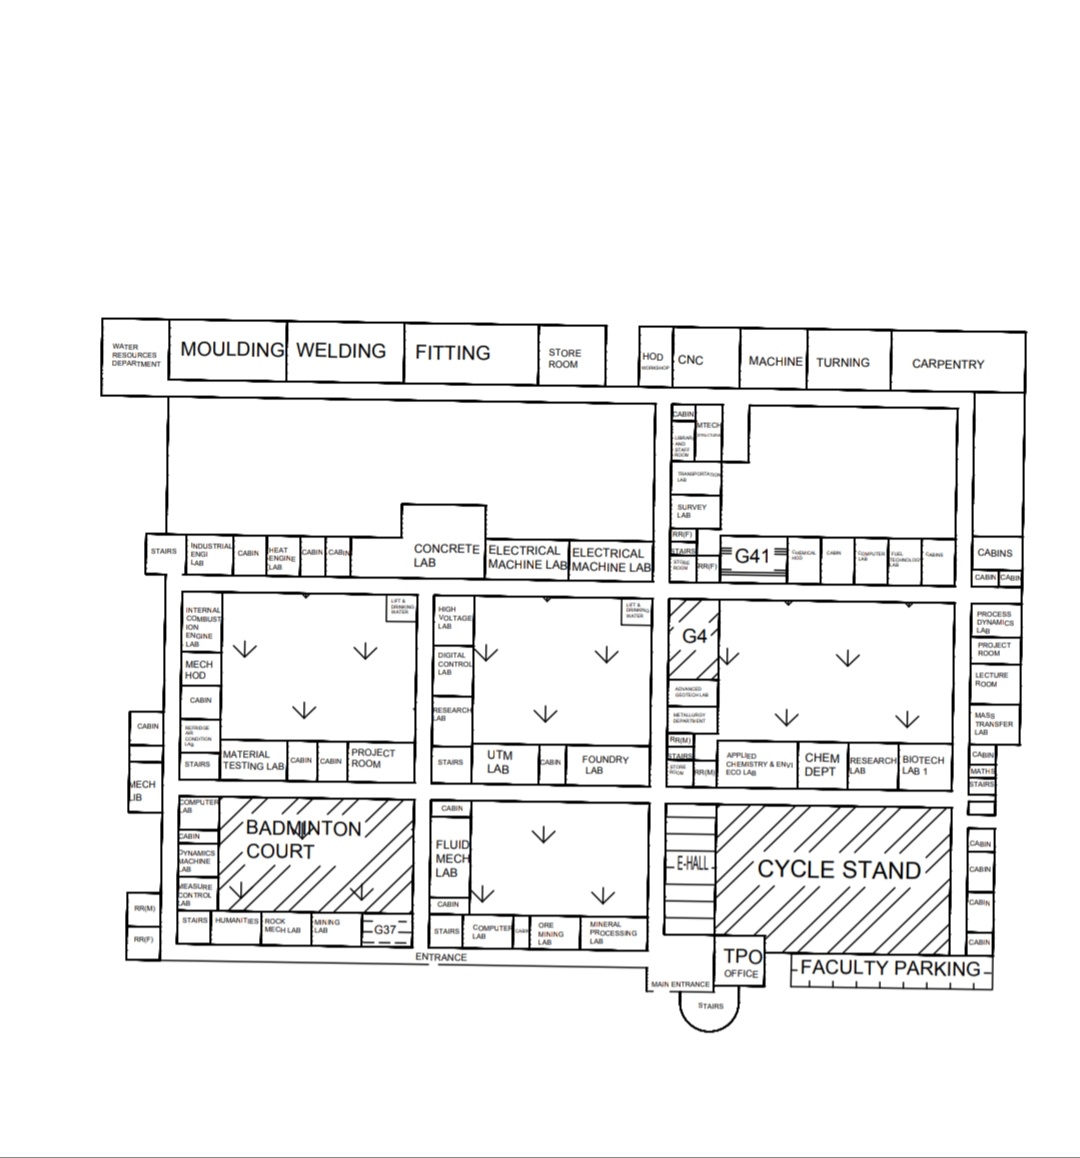 WATER
RESOURCES
DEPARTMENT
MOULDING
WELDING
FITTING
STORE
ROOM
HOD
WORKSHOP
CNC
MACHINE
TURNING
CARPENTRY
CABIN
MTECH
LIBRARY
AND
STAFF
ROOM
LAB
SURVEY
LAB
RR(F)
STAIRS
STORE
ROOM
RR(F)
G41
CHEMICAL
HOD
CABIN
COMPUTER
LAB
FUEL
TECHNOLOGY
LAB
CABINS
CABINS
CABIN
CABIN
STAIRS
INDUSTRIAL
ENGI
LAB
CABIN
HEAT
ENGINE
LAB
CABIN
CABIN
CONCRETE
LAB
ELECTRICAL
MACHINE LAB
ELECTRICAL
MACHINE LAB
INTERNAL
COMBUST
ION
ENGINE
LAB
MECH
HOD
CABIN
REFRIDGE
AIR
CONDITION
LAB
STAIRS
LIFT &
DRINKING
WATER
MATERIAL
TESTING LAB
CABIN
CABIN
PROJECT
ROOM
HIGH
VOLTAGE
LAB
DIGITAL
CONTROL
LAB
RESEARCH
LAB
STAIRS
LIFT &
DRINKING
WATER
UTM
LAB
CABIN
FOUNDRY
LAB
G4
ADVANCED
GEOTECH LAB
METALLURGY
DEPARTMENT
RR(M)
STAIRS
STORE
ROOM
RR(M)
APPLIED
CHEMISTRY & ENVI
ECO LAB
CHEM
DEPT
RESEARCH
LAB
BIOTECH
LAB 1
PROCESS
DYNAMICS
LAB
PROJECT
ROOM
LECTURE
ROOM
MASS
TRANSFER
LAB
CABIN
MATHS
STAIRS
CABIN
MECH
LIB
COMPUTER
LAB
CABIN
DYNAMICS
MACHINE
LAB
MEASURE
CONTROL
LAB
BADMINTON
COURT
STAIRS
HUMANITIES
ROCK
MECH LAB
MINING
LAB
G37
RR(M)
RR(F)
CABIN
FLUID
MECH
LAB
CABIN
STAIRS
COMPUTER
LAB
CABIN
ORE
MINING
LAB
MINERAL
PROCESSING
LAB
E-HALL
CYCLE STAND
CABIN
CABIN
CABIN
CABIN
ENTRANCE
TPO
OFFICE
FACULTY PARKING
MAIN ENTRANCE
STAIRS